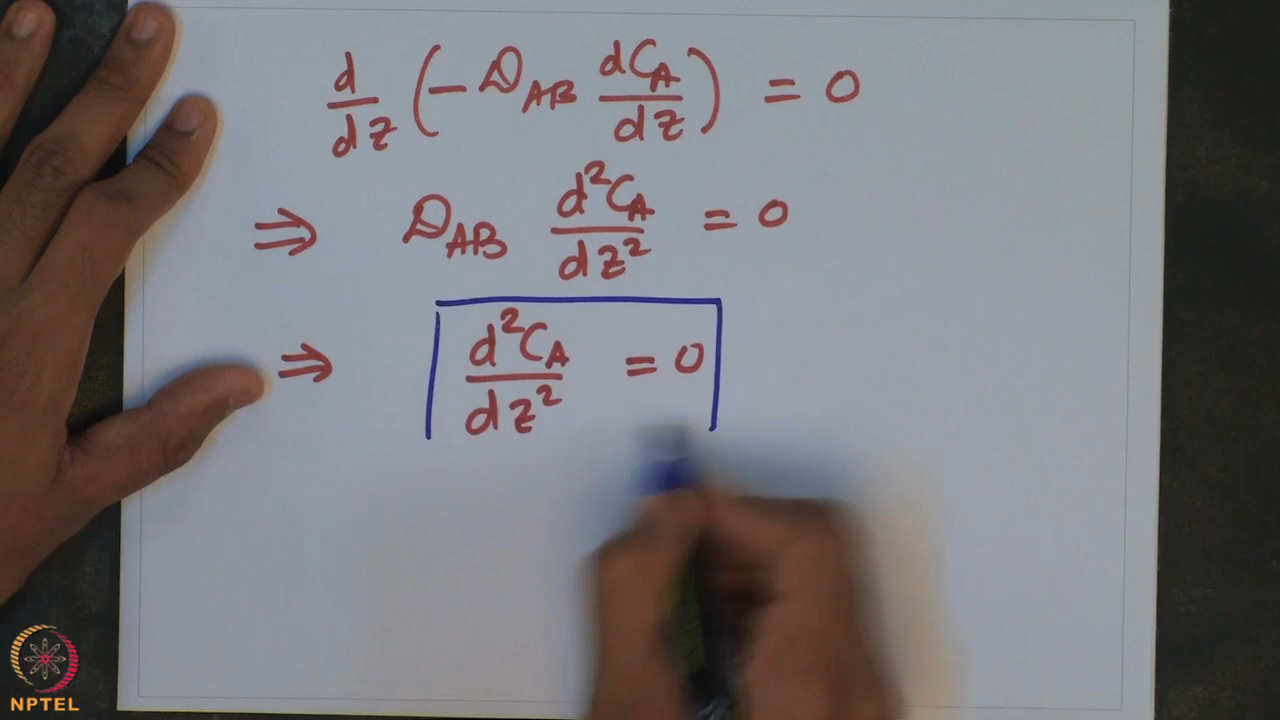 d/dz (− 𝒟_AB dC_A/dz) = 0
⇒ 𝒟_AB d²C_A/dz² = 0
⇒ d²C_A/dz² = 0
NPTEL